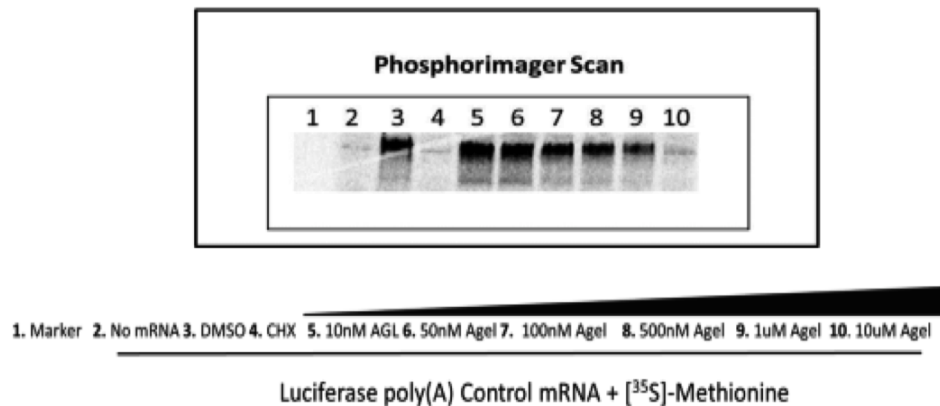 Phosphorimager Scan
1 2 3 4 5 6 7 8 9 10
1. Marker 2. No mRNA 3. DMSO 4. CHX 5. 10nM AGL 6. 50nM Agel 7. 100nM Agel 8. 500nM Agel 9. 1uM Agel 10. 10uM Agel
Luciferase poly(A) Control mRNA + [³⁵S]-Methionine